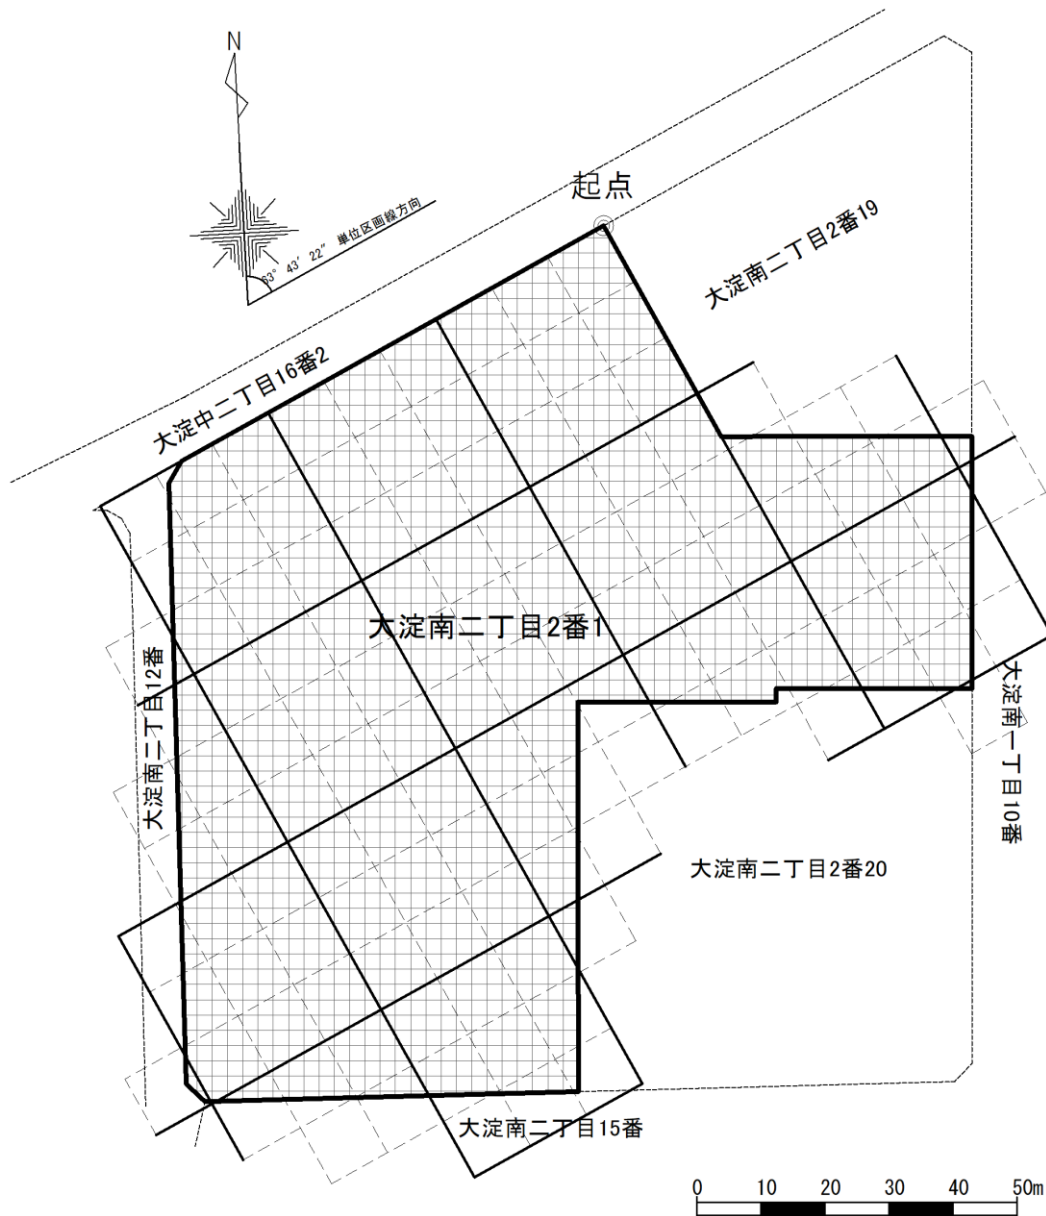 N
起点
63° 43′ 22″ 単位区画線方向
大淀南二丁目2番19
大淀中二丁目16番2
大淀南二丁目2番1
大淀南二丁目12番
大淀南一丁目10番
大淀南二丁目2番20
大淀南二丁目15番
0 10 20 30 40 50m